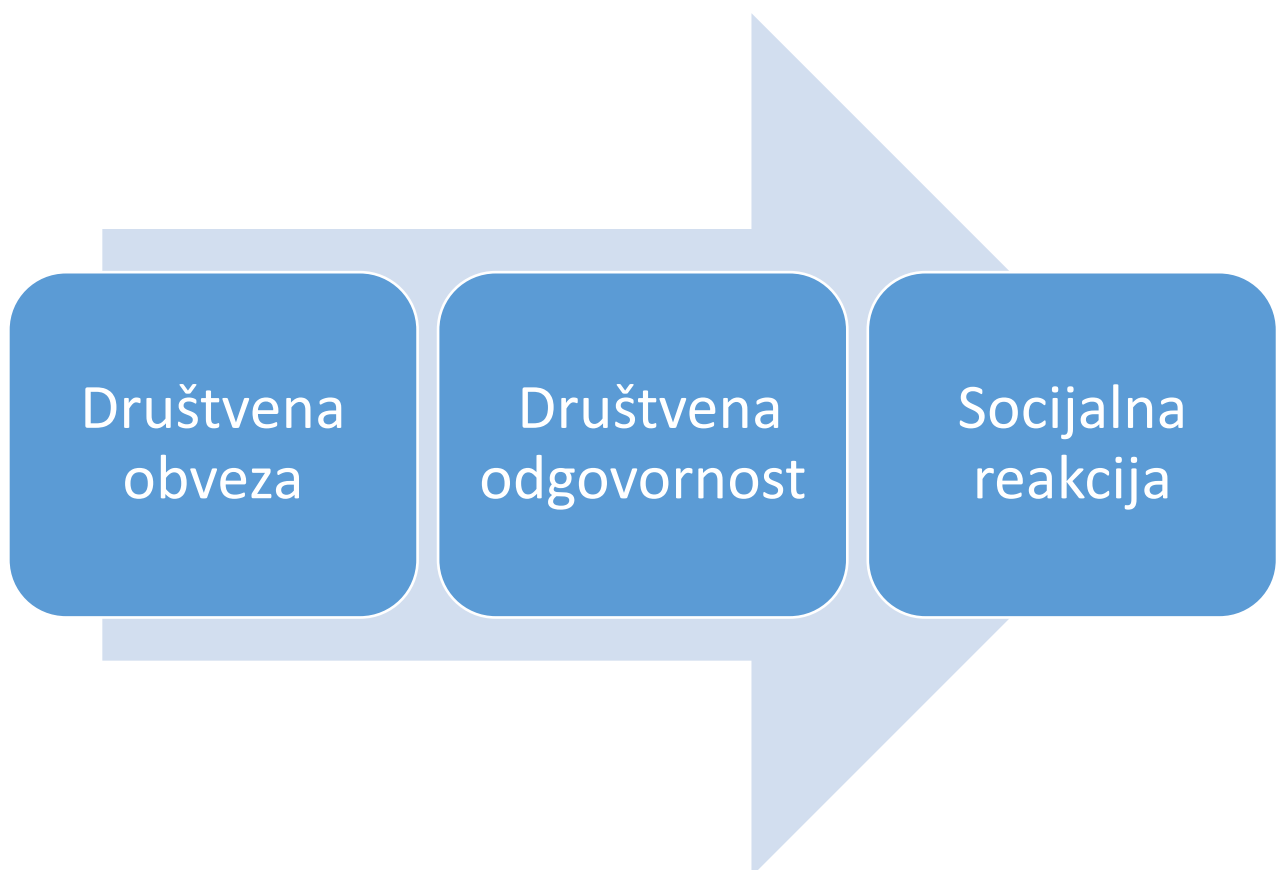 Društvena
obveza
Društvena
odgovornost
Socijalna
reakcija